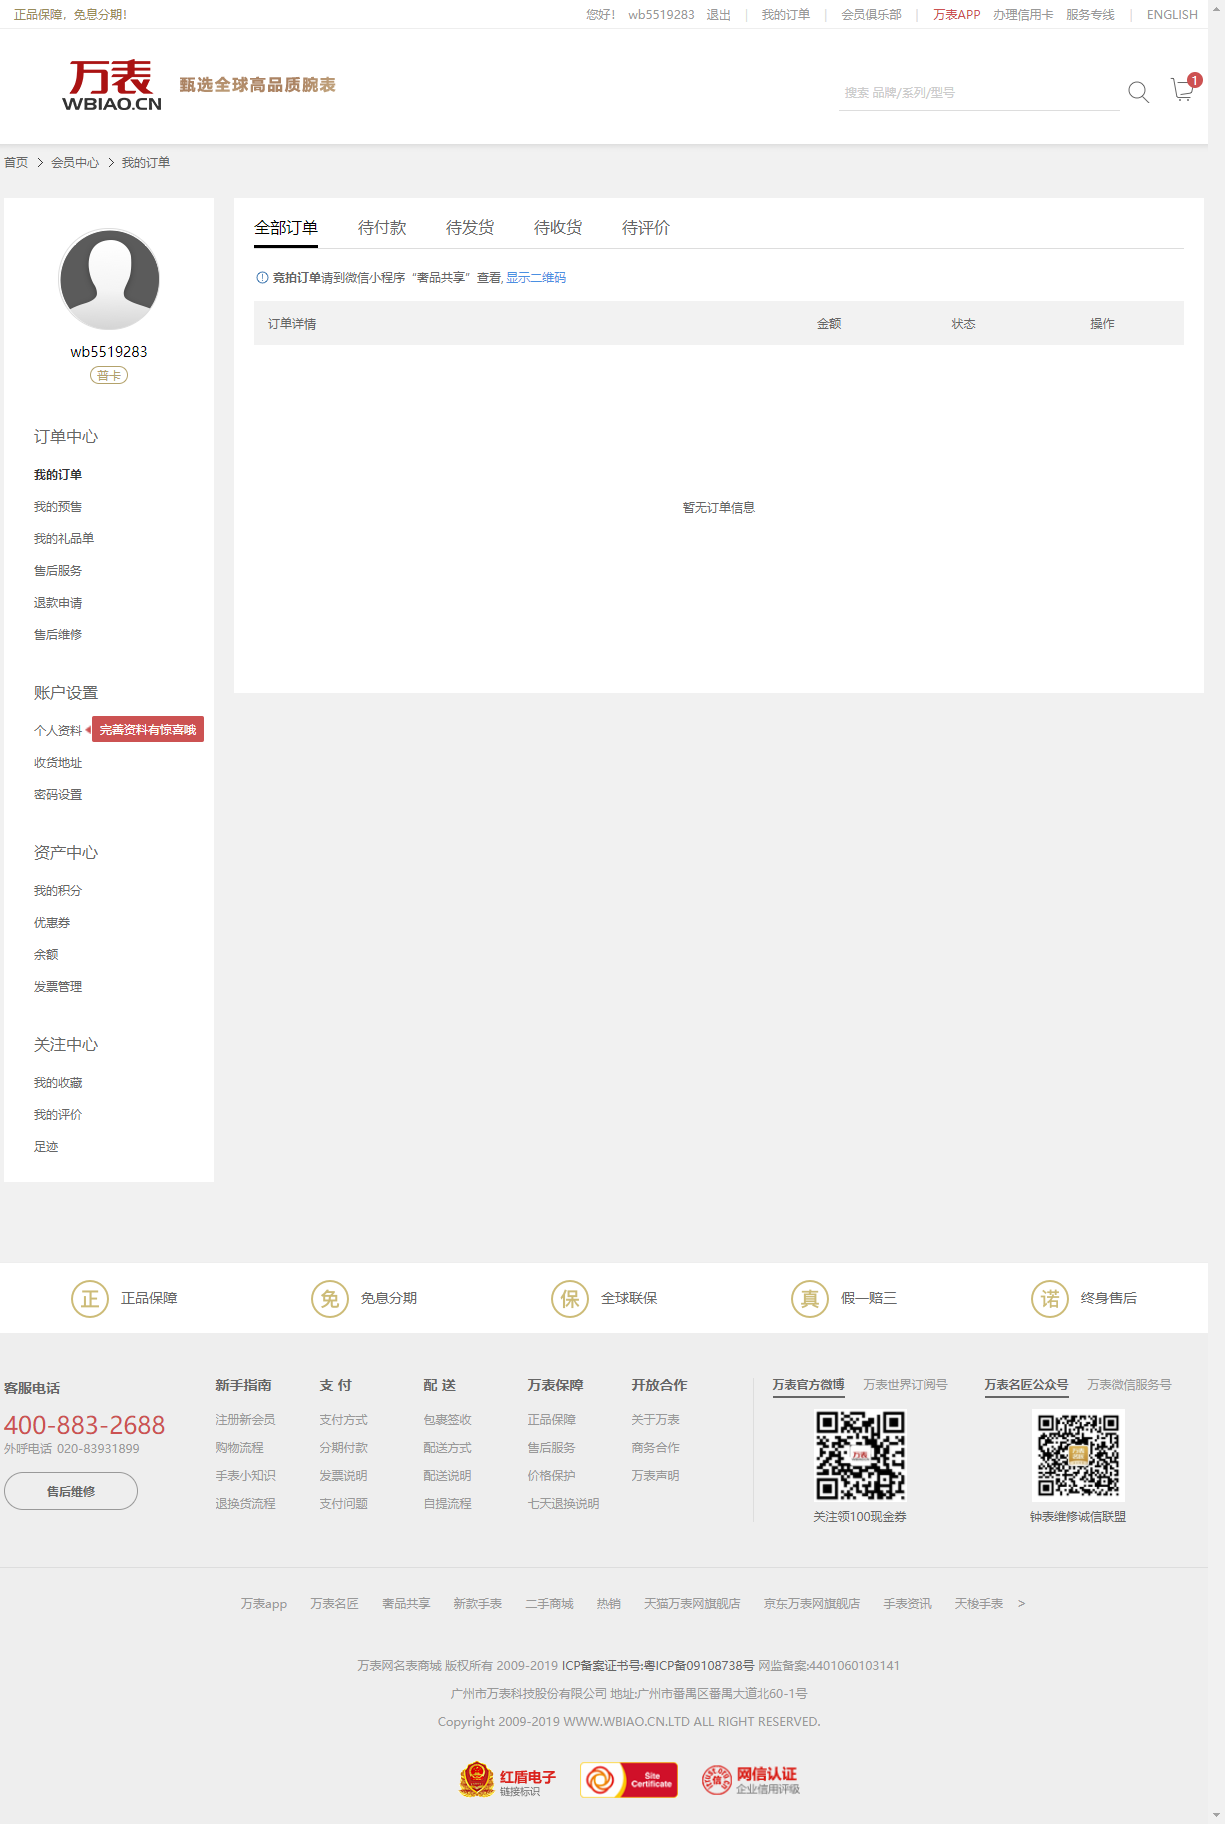 正品保障，免息分期！
您好！ wb5519283 退出 | 我的订单 | 会员俱乐部 | 万表APP 办理信用卡 服务专线 | ENGLISH
万表
WBIAO.CN
甄选全球高品质腕表
搜索 品牌/系列/型号
1
首页 > 会员中心 > 我的订单
wb5519283
普卡
订单中心
我的订单
我的预售
我的礼品单
售后服务
退款申请
售后维修
账户设置
个人资料 完善资料有惊喜哦
收货地址
密码设置
资产中心
我的积分
优惠券
余额
发票管理
关注中心
我的收藏
我的评价
足迹
全部订单 待付款 待发货 待收货 待评价
竞拍订单请到微信小程序“奢品共享”查看, 显示二维码
订单详情 金额 状态 操作
暂无订单信息
正 正品保障 免 免息分期 保 全球联保 真 假一赔三 诺 终身售后
客服电话
400-883-2688
外呼电话 020-83931899
售后维修
新手指南
注册新会员
购物流程
手表小知识
退换货流程
支 付
支付方式
分期付款
发票说明
支付问题
配 送
包裹签收
配送方式
配送说明
自提流程
万表保障
正品保障
售后服务
价格保护
七天退换说明
开放合作
关于万表
商务合作
万表声明
万表官方微博 万表世界订阅号
万表
关注领100现金券
万表名匠公众号 万表微信服务号
钟表维修诚信联盟
万表app 万表名匠 奢品共享 新款手表 二手商城 热销 天猫万表网旗舰店 京东万表网旗舰店 手表资讯 天梭手表 >
万表网名表商城 版权所有 2009-2019 ICP备案证书号:粤ICP备09108738号 网监备案:4401060103141
广州市万表科技股份有限公司 地址:广州市番禺区番禺大道北60-1号
Copyright 2009-2019 WWW.WBIAO.CN.LTD ALL RIGHT RESERVED.
红盾电子
链接标识
Site
Certificate
网信认证
企业信用评级